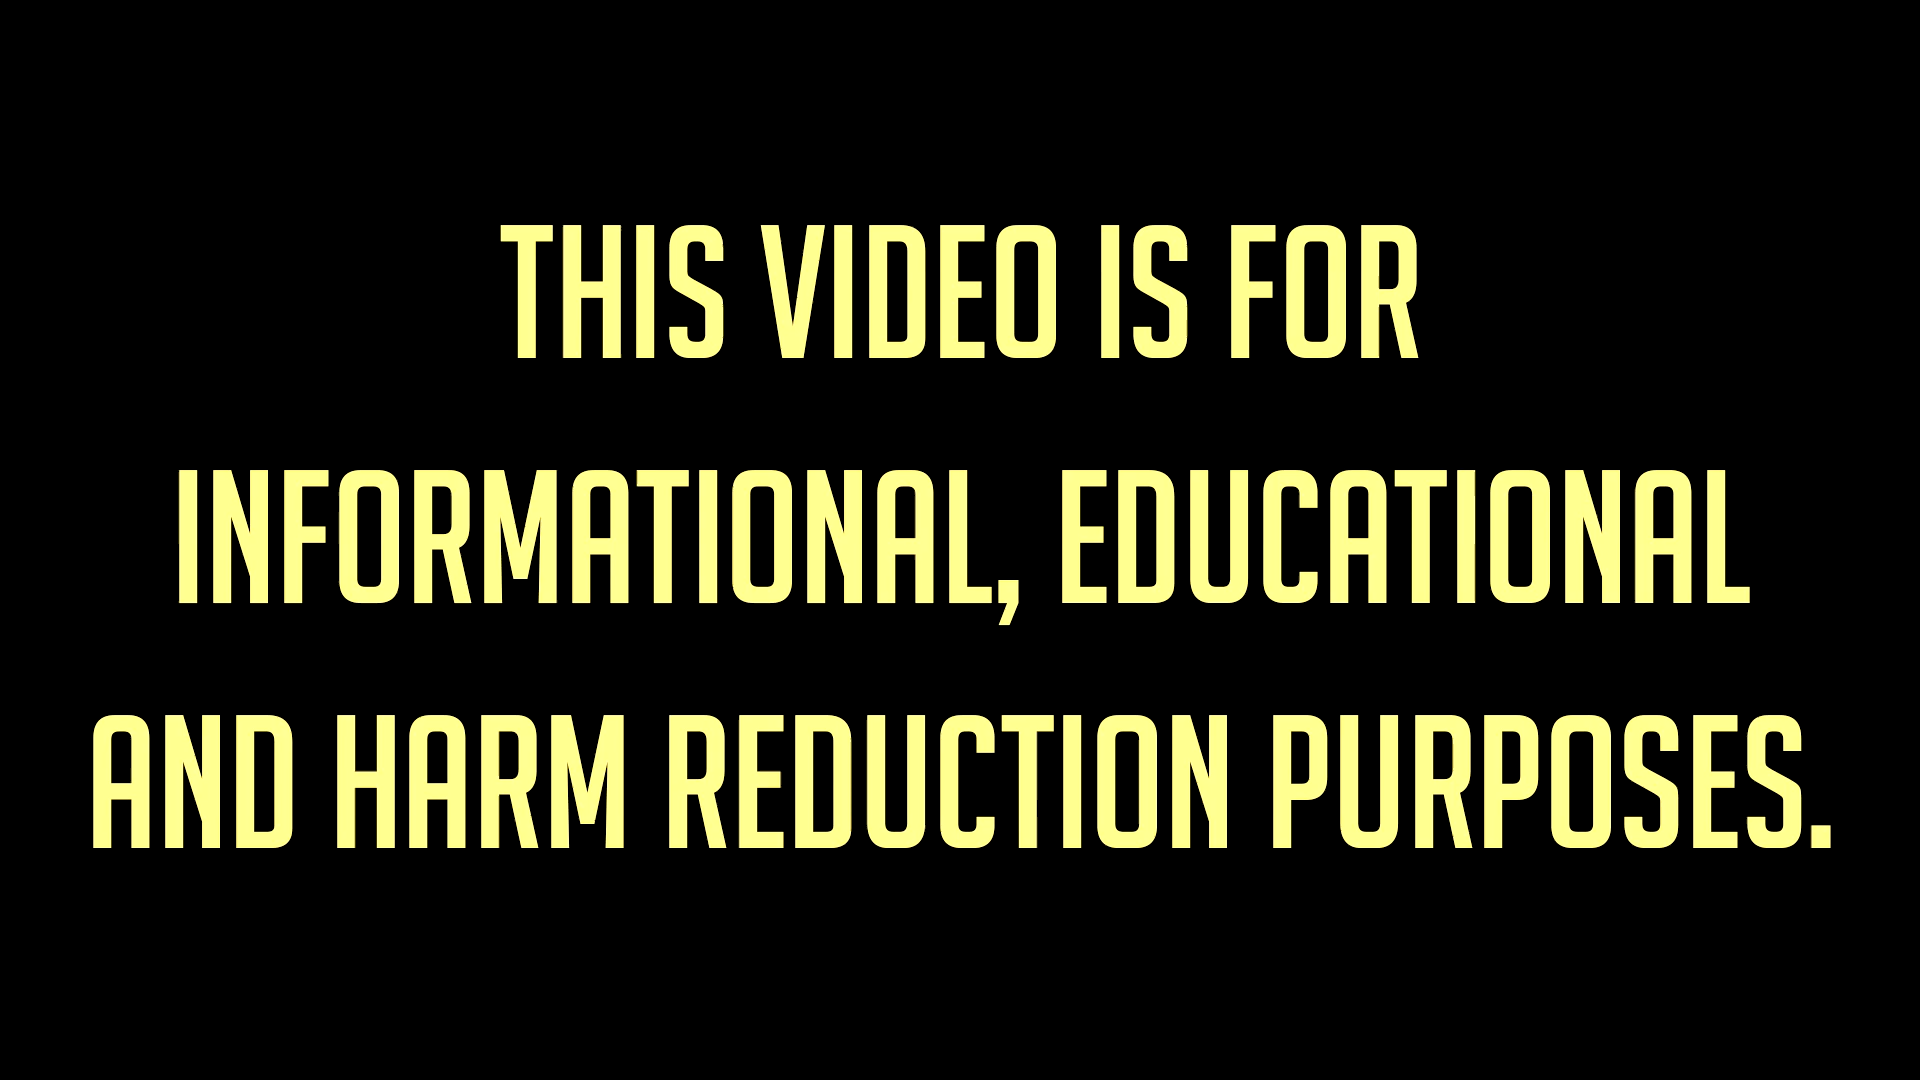 THIS VIDEO IS FOR
INFORMATIONAL, EDUCATIONAL
AND HARM REDUCTION PURPOSES.